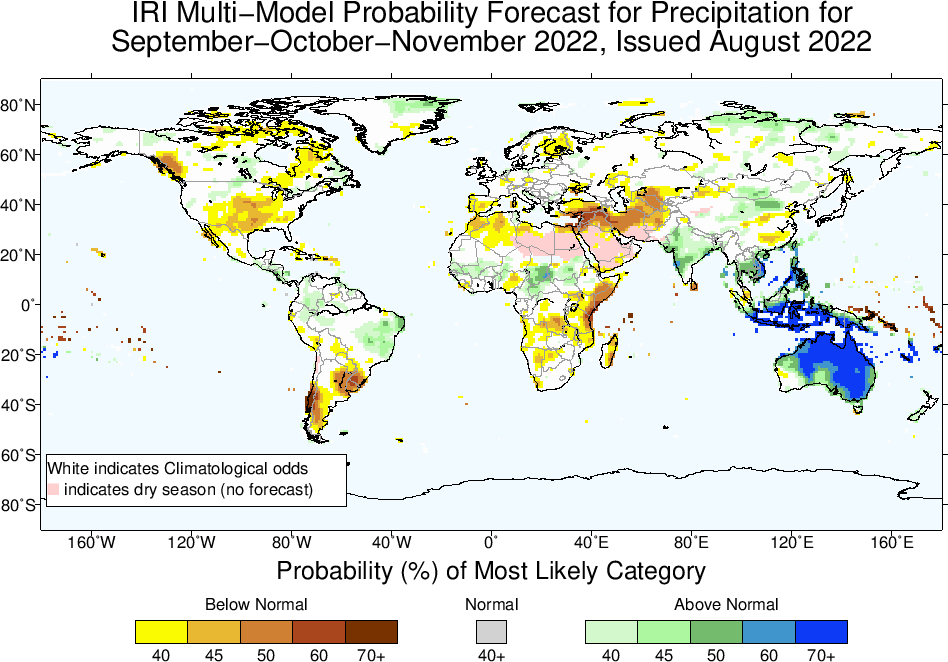 IRI Multi−Model Probability Forecast for Precipitation for
September−October−November 2022, Issued August 2022
80˚N
60˚N
40˚N
20˚N
0˚
20˚S
40˚S
60˚S
80˚S
White indicates Climatological odds
indicates dry season (no forecast)
160˚W 120˚W 80˚W 40˚W 0˚ 40˚E 80˚E 120˚E 160˚E
Probability (%) of Most Likely Category
Below Normal Normal Above Normal
40 45 50 60 70+ 40+ 40 45 50 60 70+